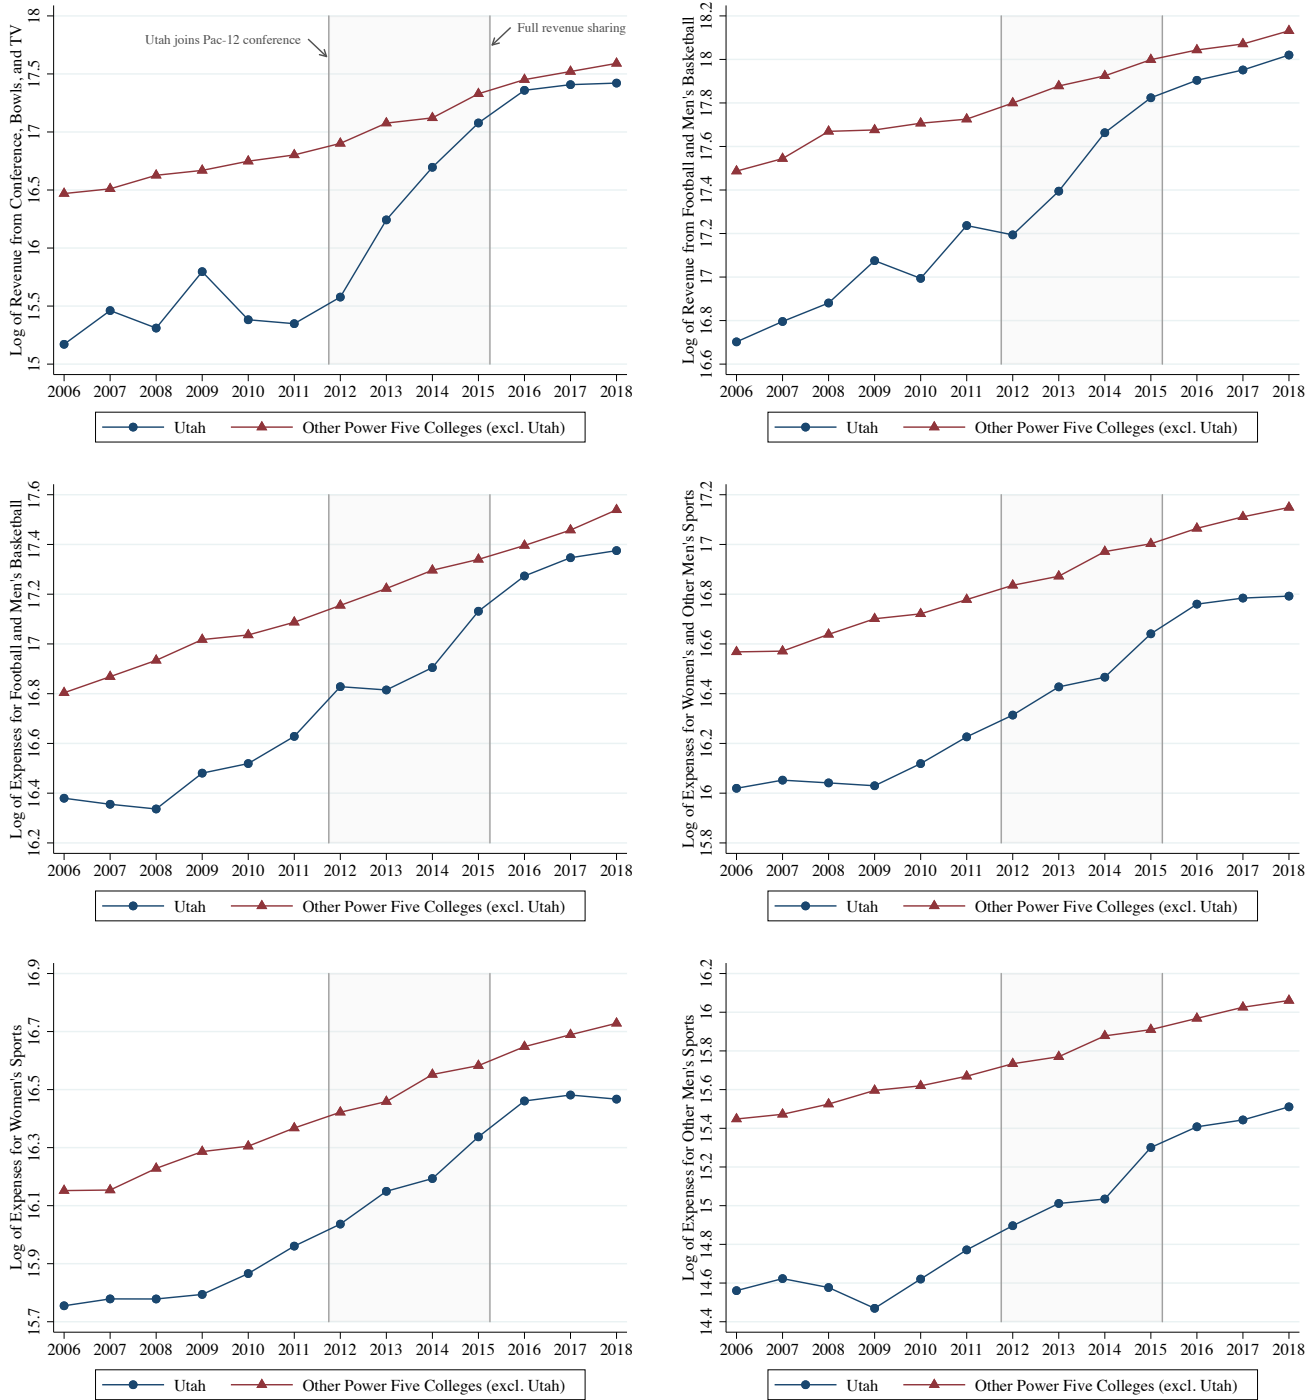 Log of Revenue from Conference, Bowls, and TV
18
17.5
17
16.5
16
15.5
15
Utah joins Pac-12 conference
Full revenue sharing
2006 2007 2008 2009 2010 2011 2012 2013 2014 2015 2016 2017 2018
Utah Other Power Five Colleges (excl. Utah)
Log of Revenue from Football and Men's Basketball
18.2
18
17.8
17.6
17.4
17.2
17
16.8
16.6
2006 2007 2008 2009 2010 2011 2012 2013 2014 2015 2016 2017 2018
Utah Other Power Five Colleges (excl. Utah)
Log of Expenses for Football and Men's Basketball
17.6
17.4
17.2
17
16.8
16.6
16.4
16.2
2006 2007 2008 2009 2010 2011 2012 2013 2014 2015 2016 2017 2018
Utah Other Power Five Colleges (excl. Utah)
Log of Expenses for Women's and Other Men's Sports
17.2
17
16.8
16.6
16.4
16.2
16
15.8
2006 2007 2008 2009 2010 2011 2012 2013 2014 2015 2016 2017 2018
Utah Other Power Five Colleges (excl. Utah)
Log of Expenses for Women's Sports
16.9
16.7
16.5
16.3
16.1
15.9
15.7
2006 2007 2008 2009 2010 2011 2012 2013 2014 2015 2016 2017 2018
Utah Other Power Five Colleges (excl. Utah)
Log of Expenses for Other Men's Sports
16.2
16
15.8
15.6
15.4
15.2
15
14.8
14.6
14.4
2006 2007 2008 2009 2010 2011 2012 2013 2014 2015 2016 2017 2018
Utah Other Power Five Colleges (excl. Utah)